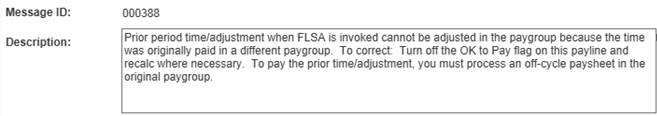 Message ID: 000388
Description: Prior period time/adjustment when FLSA is invoked cannot be adjusted in the paygroup because the time
was originally paid in a different paygroup.  To correct:  Turn off the OK to Pay flag on this payline and
recalc where necessary.  To pay the prior time/adjustment, you must process an off-cycle paysheet in the
original paygroup.